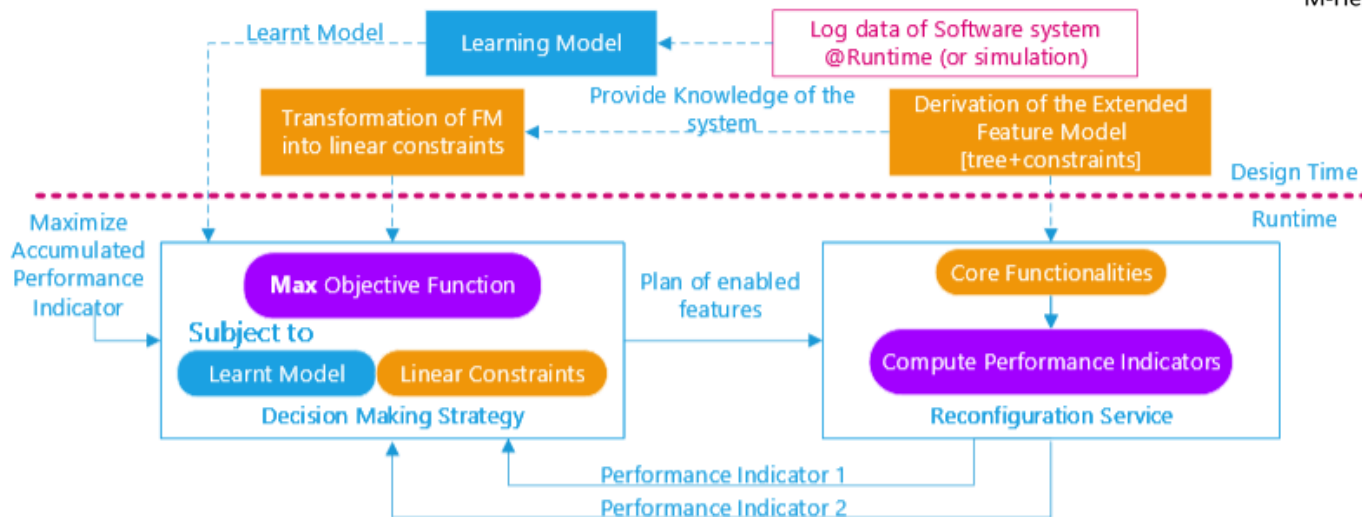 M-He
Learnt Model
Learning Model
Log data of Software system
@Runtime (or simulation)
Transformation of FM
into linear constraints
Provide Knowledge of the
system
Derivation of the Extended
Feature Model
[tree+constraints]
Design Time
Runtime
Maximize
Accumulated
Performance
Indicator
Max Objective Function
Subject to
Learnt Model
Linear Constraints
Decision Making Strategy
Plan of enabled
features
Core Functionalities
Compute Performance Indicators
Reconfiguration Service
Performance Indicator 1
Performance Indicator 2